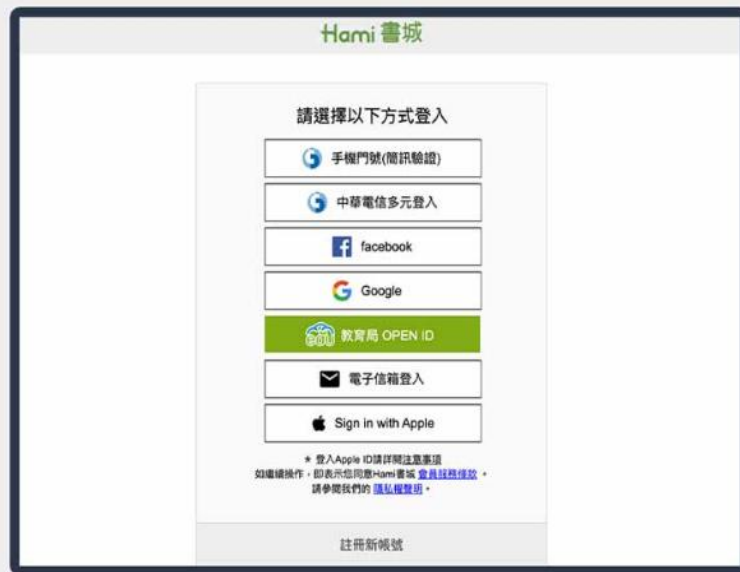 Hami 書城
請選擇以下方式登入
手機門號(簡訊驗證)
中華電信多元登入
facebook
Google
edu 教育局 OPEN ID
電子信箱登入
Sign in with Apple
* 登入Apple ID請詳閱注意事項
如繼續操作,即表示您同意Hami書城 會員服務條款 。
請參閱我們的 隱私權聲明。
註冊新帳號